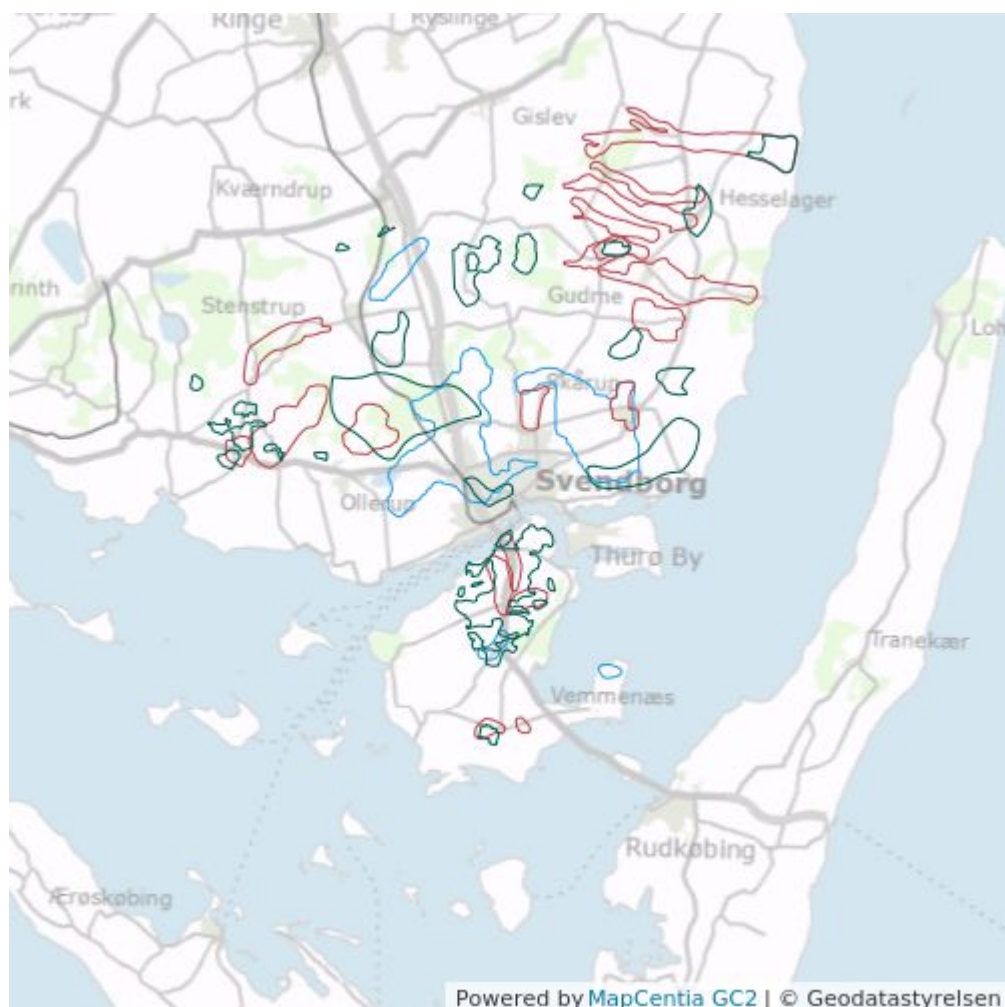 Ringe
Ryslinge
Gislev
Kværndrup
Hesselager
Stenstrup
Gudme
Skårup
Svendborg
Ollerup
Thurø By
Tranekær
Vemmenæs
Rudkøbing
Ærøskøbing
Powered by MapCentia GC2 | © Geodatastyrelsen